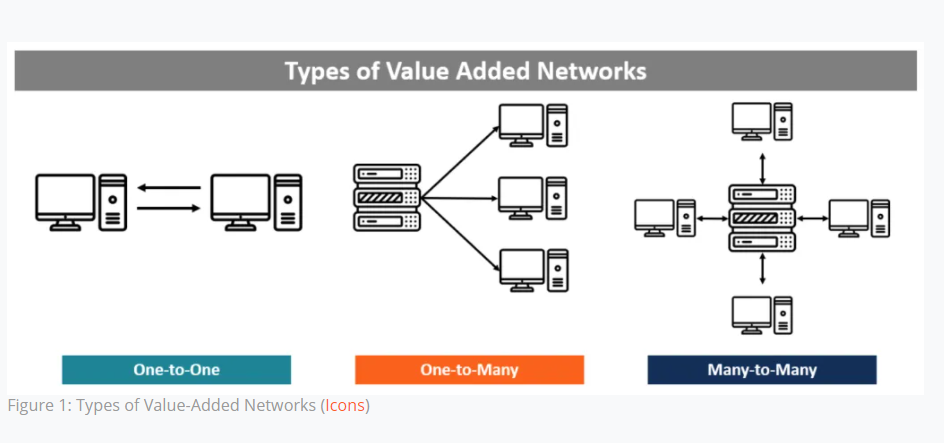 Types of Value Added Networks
One-to-One
One-to-Many
Many-to-Many
Figure 1: Types of Value-Added Networks (Icons)